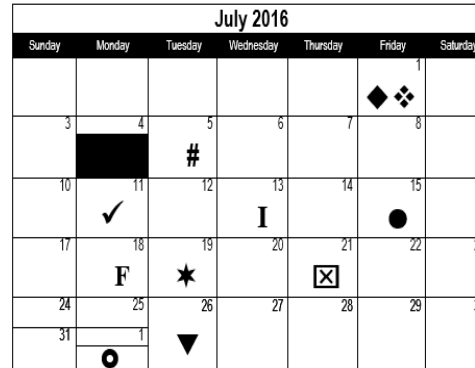 July 2016
Sunday Monday Tuesday Wednesday Thursday Friday Saturday
1
◆ ❖
3 4 5 6 7 8
#
10 11 12 13 14 15
✓ I ●
17 18 19 20 21 22
F ✶ ☒
24 25 26 27 28 29
31 1
▼